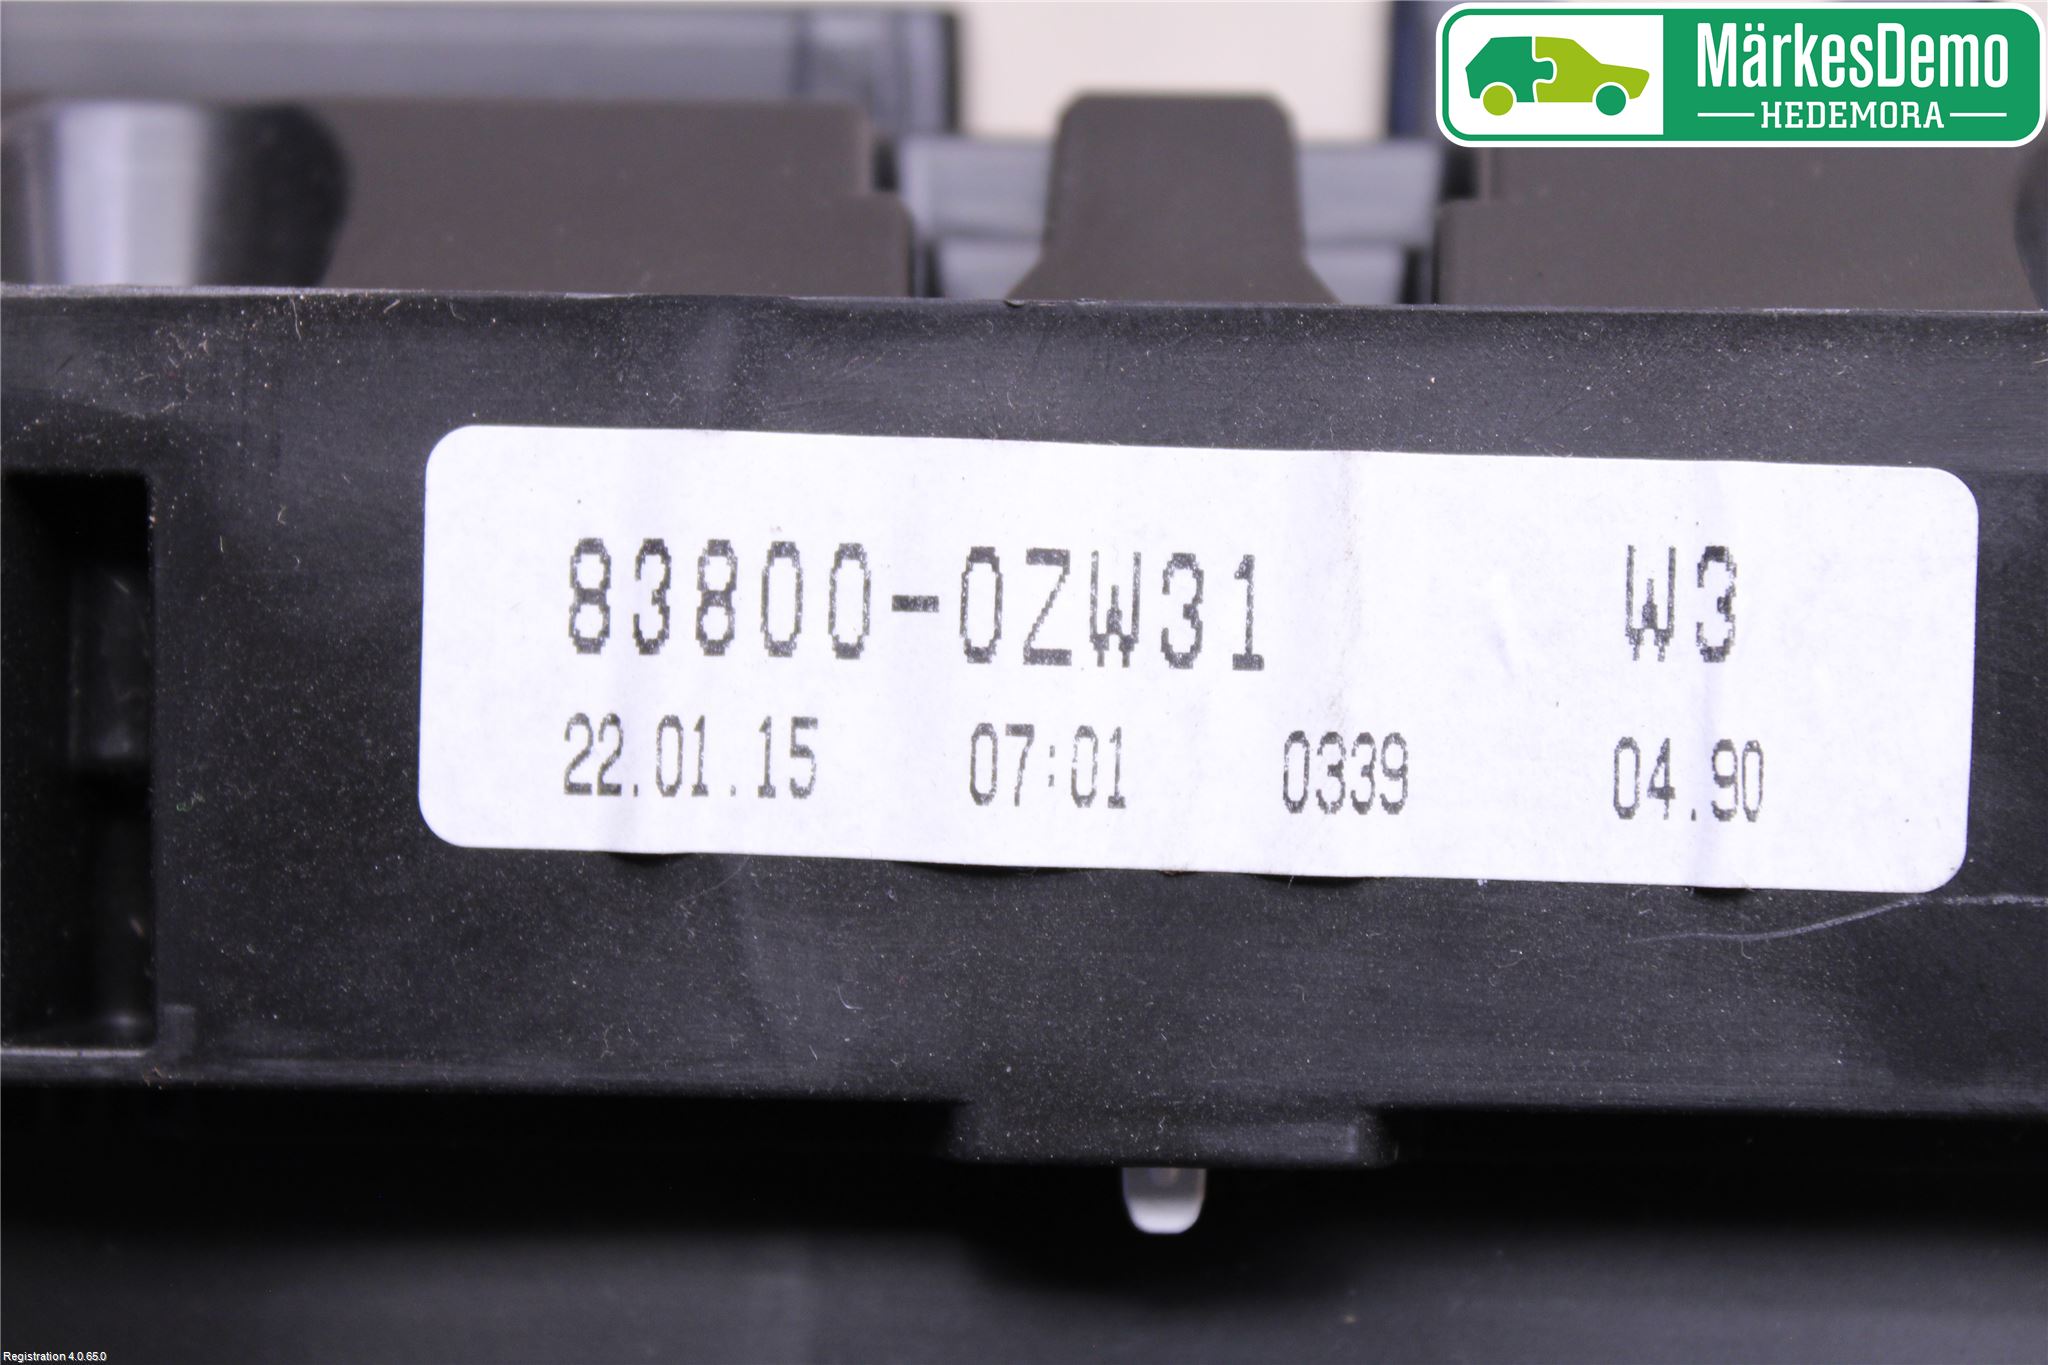 MärkesDemo
HEDEMORA
83800-0ZW31 W3
22.01.15 07:01 0339 04.90
Registration 4.0.65.0